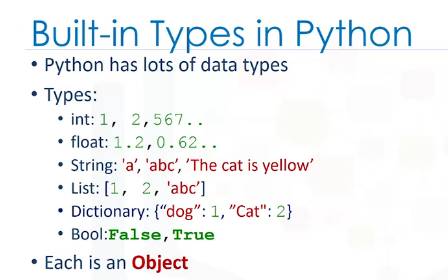 Built-in Types in Python
• Python has lots of data types
• Types:
• int: 1, 2,567..
• float: 1.2,0.62..
• String: 'a', 'abc', 'The cat is yellow’
• List: [1, 2, 'abc’]
• Dictionary: {“dog”: 1, ”Cat": 2}
• Bool:False,True
• Each is an Object